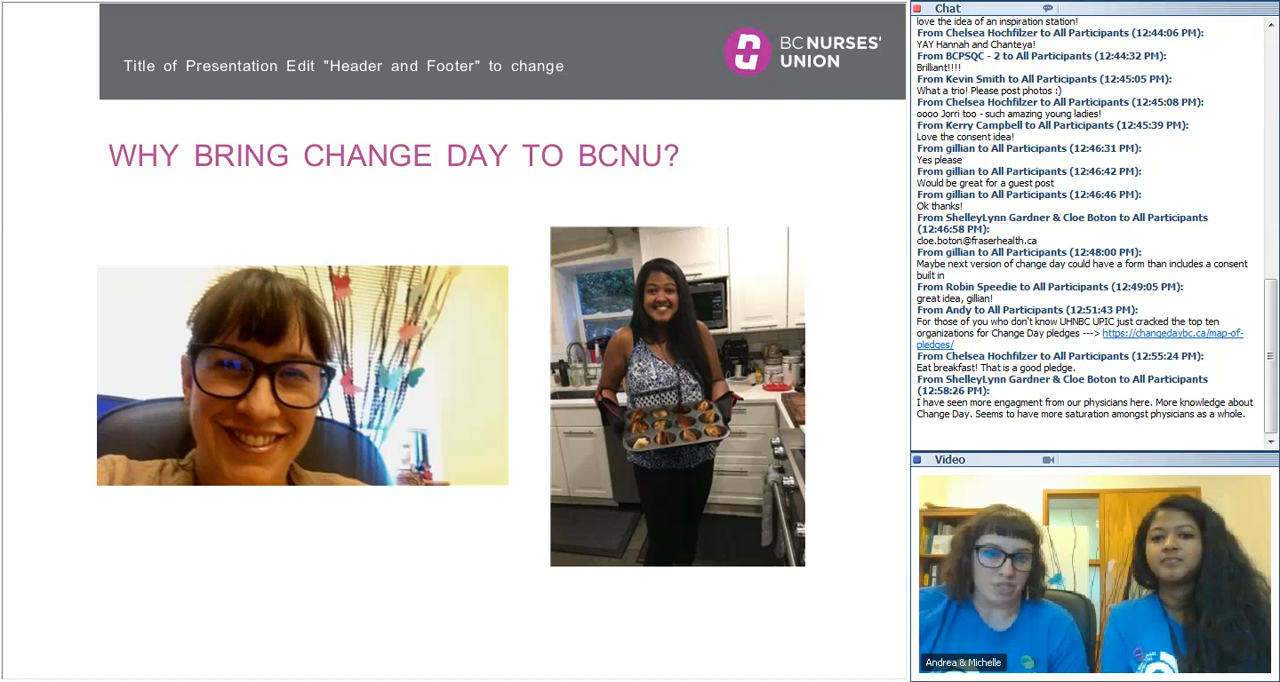 Title of Presentation Edit "Header and Footer" to change
BC NURSES'
UNION
WHY BRING CHANGE DAY TO BCNU?
Chat
love the idea of an inspiration station!
From Chelsea Hochfilzer to All Participants (12:44:06 PM):
YAY Hannah and Chanteya!
From BCPSQC - 2 to All Participants (12:44:32 PM):
Brilliant!!!!
From Kevin Smith to All Participants (12:45:05 PM):
What a trio! Please post photos :)
From Chelsea Hochfilzer to All Participants (12:45:08 PM):
oooo Jorri too - such amazing young ladies!
From Kerry Campbell to All Participants (12:45:39 PM):
Love the consent idea!
From gillian to All Participants (12:46:31 PM):
Yes please
From gillian to All Participants (12:46:42 PM):
Would be great for a guest post
From gillian to All Participants (12:46:46 PM):
Ok thanks!
From ShelleyLynn Gardner & Cloe Boton to All Participants
(12:46:58 PM):
cloe.boton@fraserhealth.ca
From gillian to All Participants (12:48:00 PM):
Maybe next version of change day could have a form than includes a consent
built in
From Robin Speedie to All Participants (12:49:05 PM):
great idea, gillian!
From Andy to All Participants (12:51:43 PM):
For those of you who don't know UHNBC UPIC just cracked the top ten
organizations for Change Day pledges ---> https://changedaybc.ca/map-of-
pledges/
From Chelsea Hochfilzer to All Participants (12:55:24 PM):
Eat breakfast! That is a good pledge.
From ShelleyLynn Gardner & Cloe Boton to All Participants
(12:58:26 PM):
I have seen more engagment from our physicians here. More knowledge about
Change Day. Seems to have more saturation amongst physicians as a whole.
Video
Andrea & Michelle